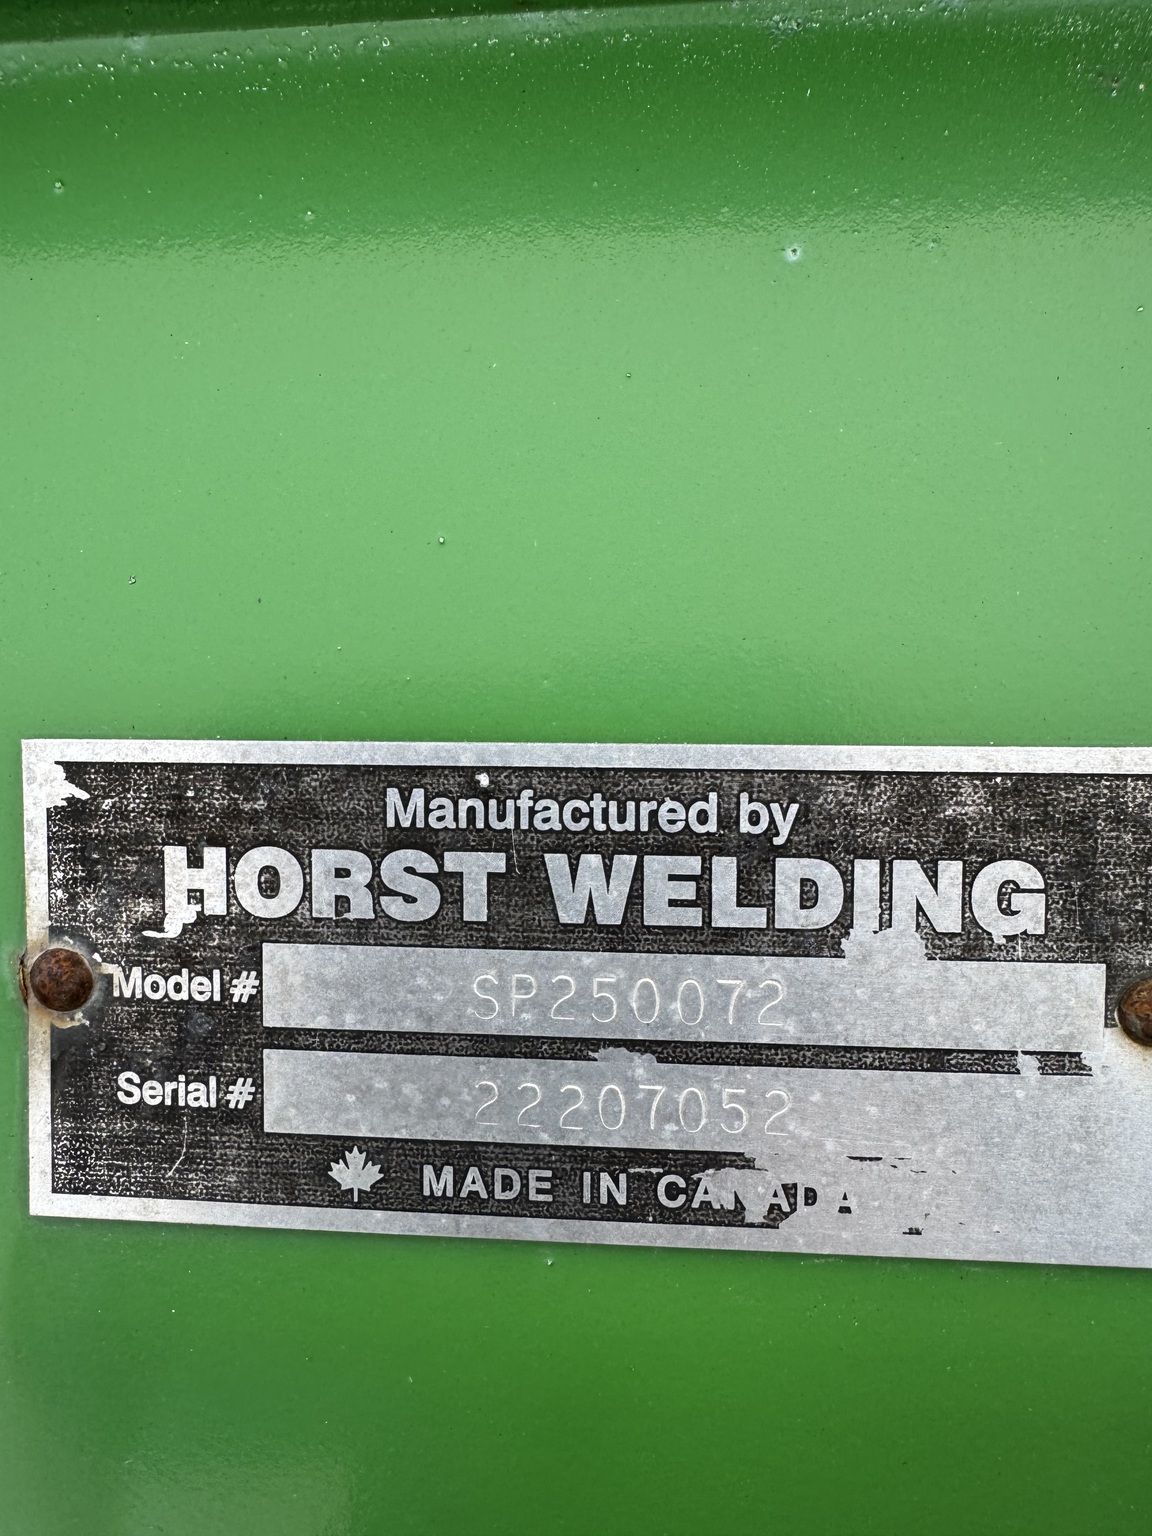 Manufactured by
HORST WELDING
Model # SP250072
Serial # 22207052
MADE IN CANADA